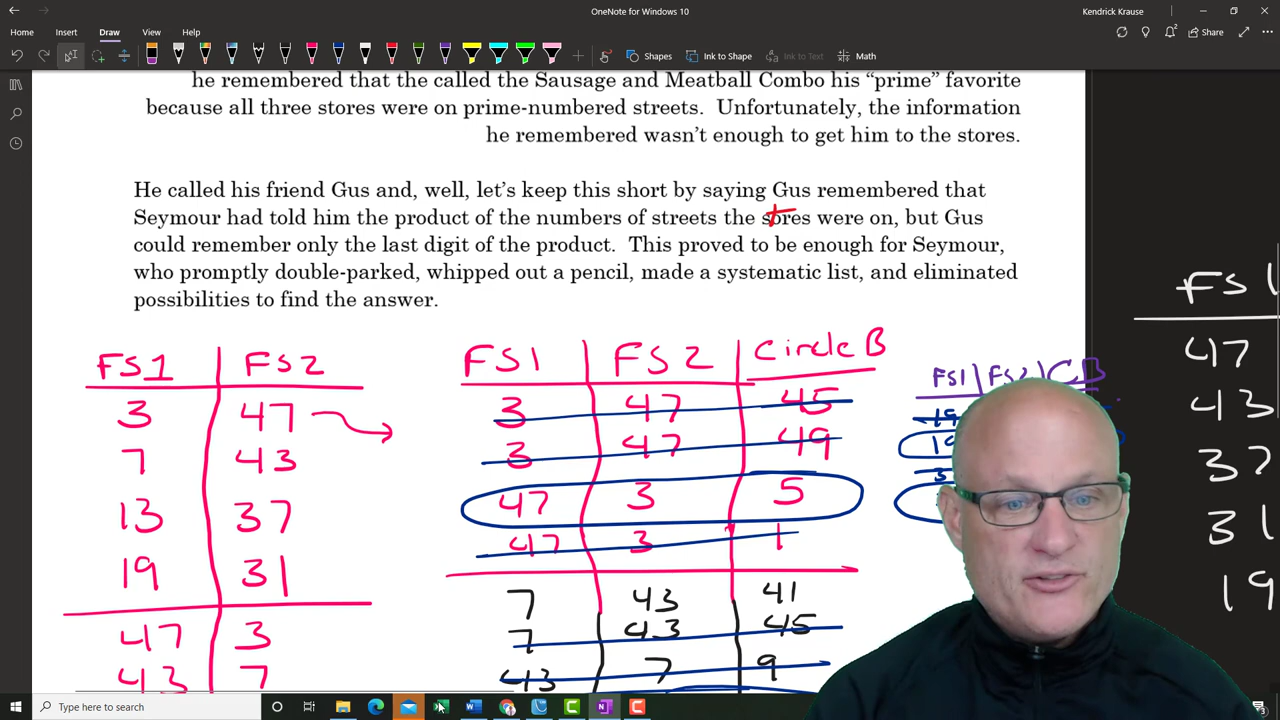 OneNote for Windows 10
Kendrick Krause
Home Insert Draw View Help
Shapes Ink to Shape Ink to Text Math
Share
he remembered that the called the Sausage and Meatball Combo his “prime” favorite
because all three stores were on prime-numbered streets. Unfortunately, the information
he remembered wasn’t enough to get him to the stores.
He called his friend Gus and, well, let’s keep this short by saying Gus remembered that
Seymour had told him the product of the numbers of streets the sores were on, but Gus
could remember only the last digit of the product. This proved to be enough for Seymour,
who promptly double-parked, whipped out a pencil, made a systematic list, and eliminated
possibilities to find the answer.
t
FS1 FS2
3 47
7 43
13 37
19 31
47 3
43 7
FS1 FS2 Circle B
3 47 45
3 47 49
47 3 5
47 3 1
7 43 41
7 43 45
43 7 9
FS1 FS2 CB
19
19
3
FS 1
47
43
37
31
19
Type here to search